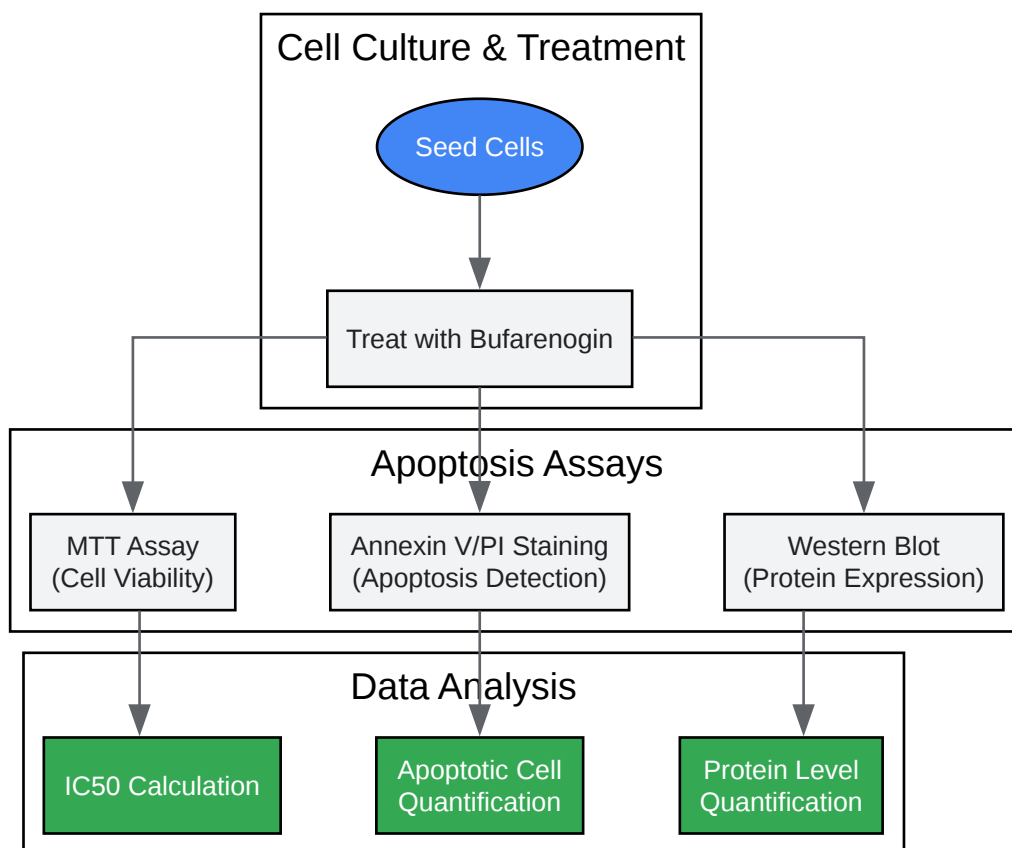 Cell Culture & Treatment
Seed Cells
Treat with Bufarenogin
Apoptosis Assays
MTT Assay
(Cell Viability)
Annexin V/PI Staining
(Apoptosis Detection)
Western Blot
(Protein Expression)
Data Analysis
IC50 Calculation
Apoptotic Cell
Quantification
Protein Level
Quantification